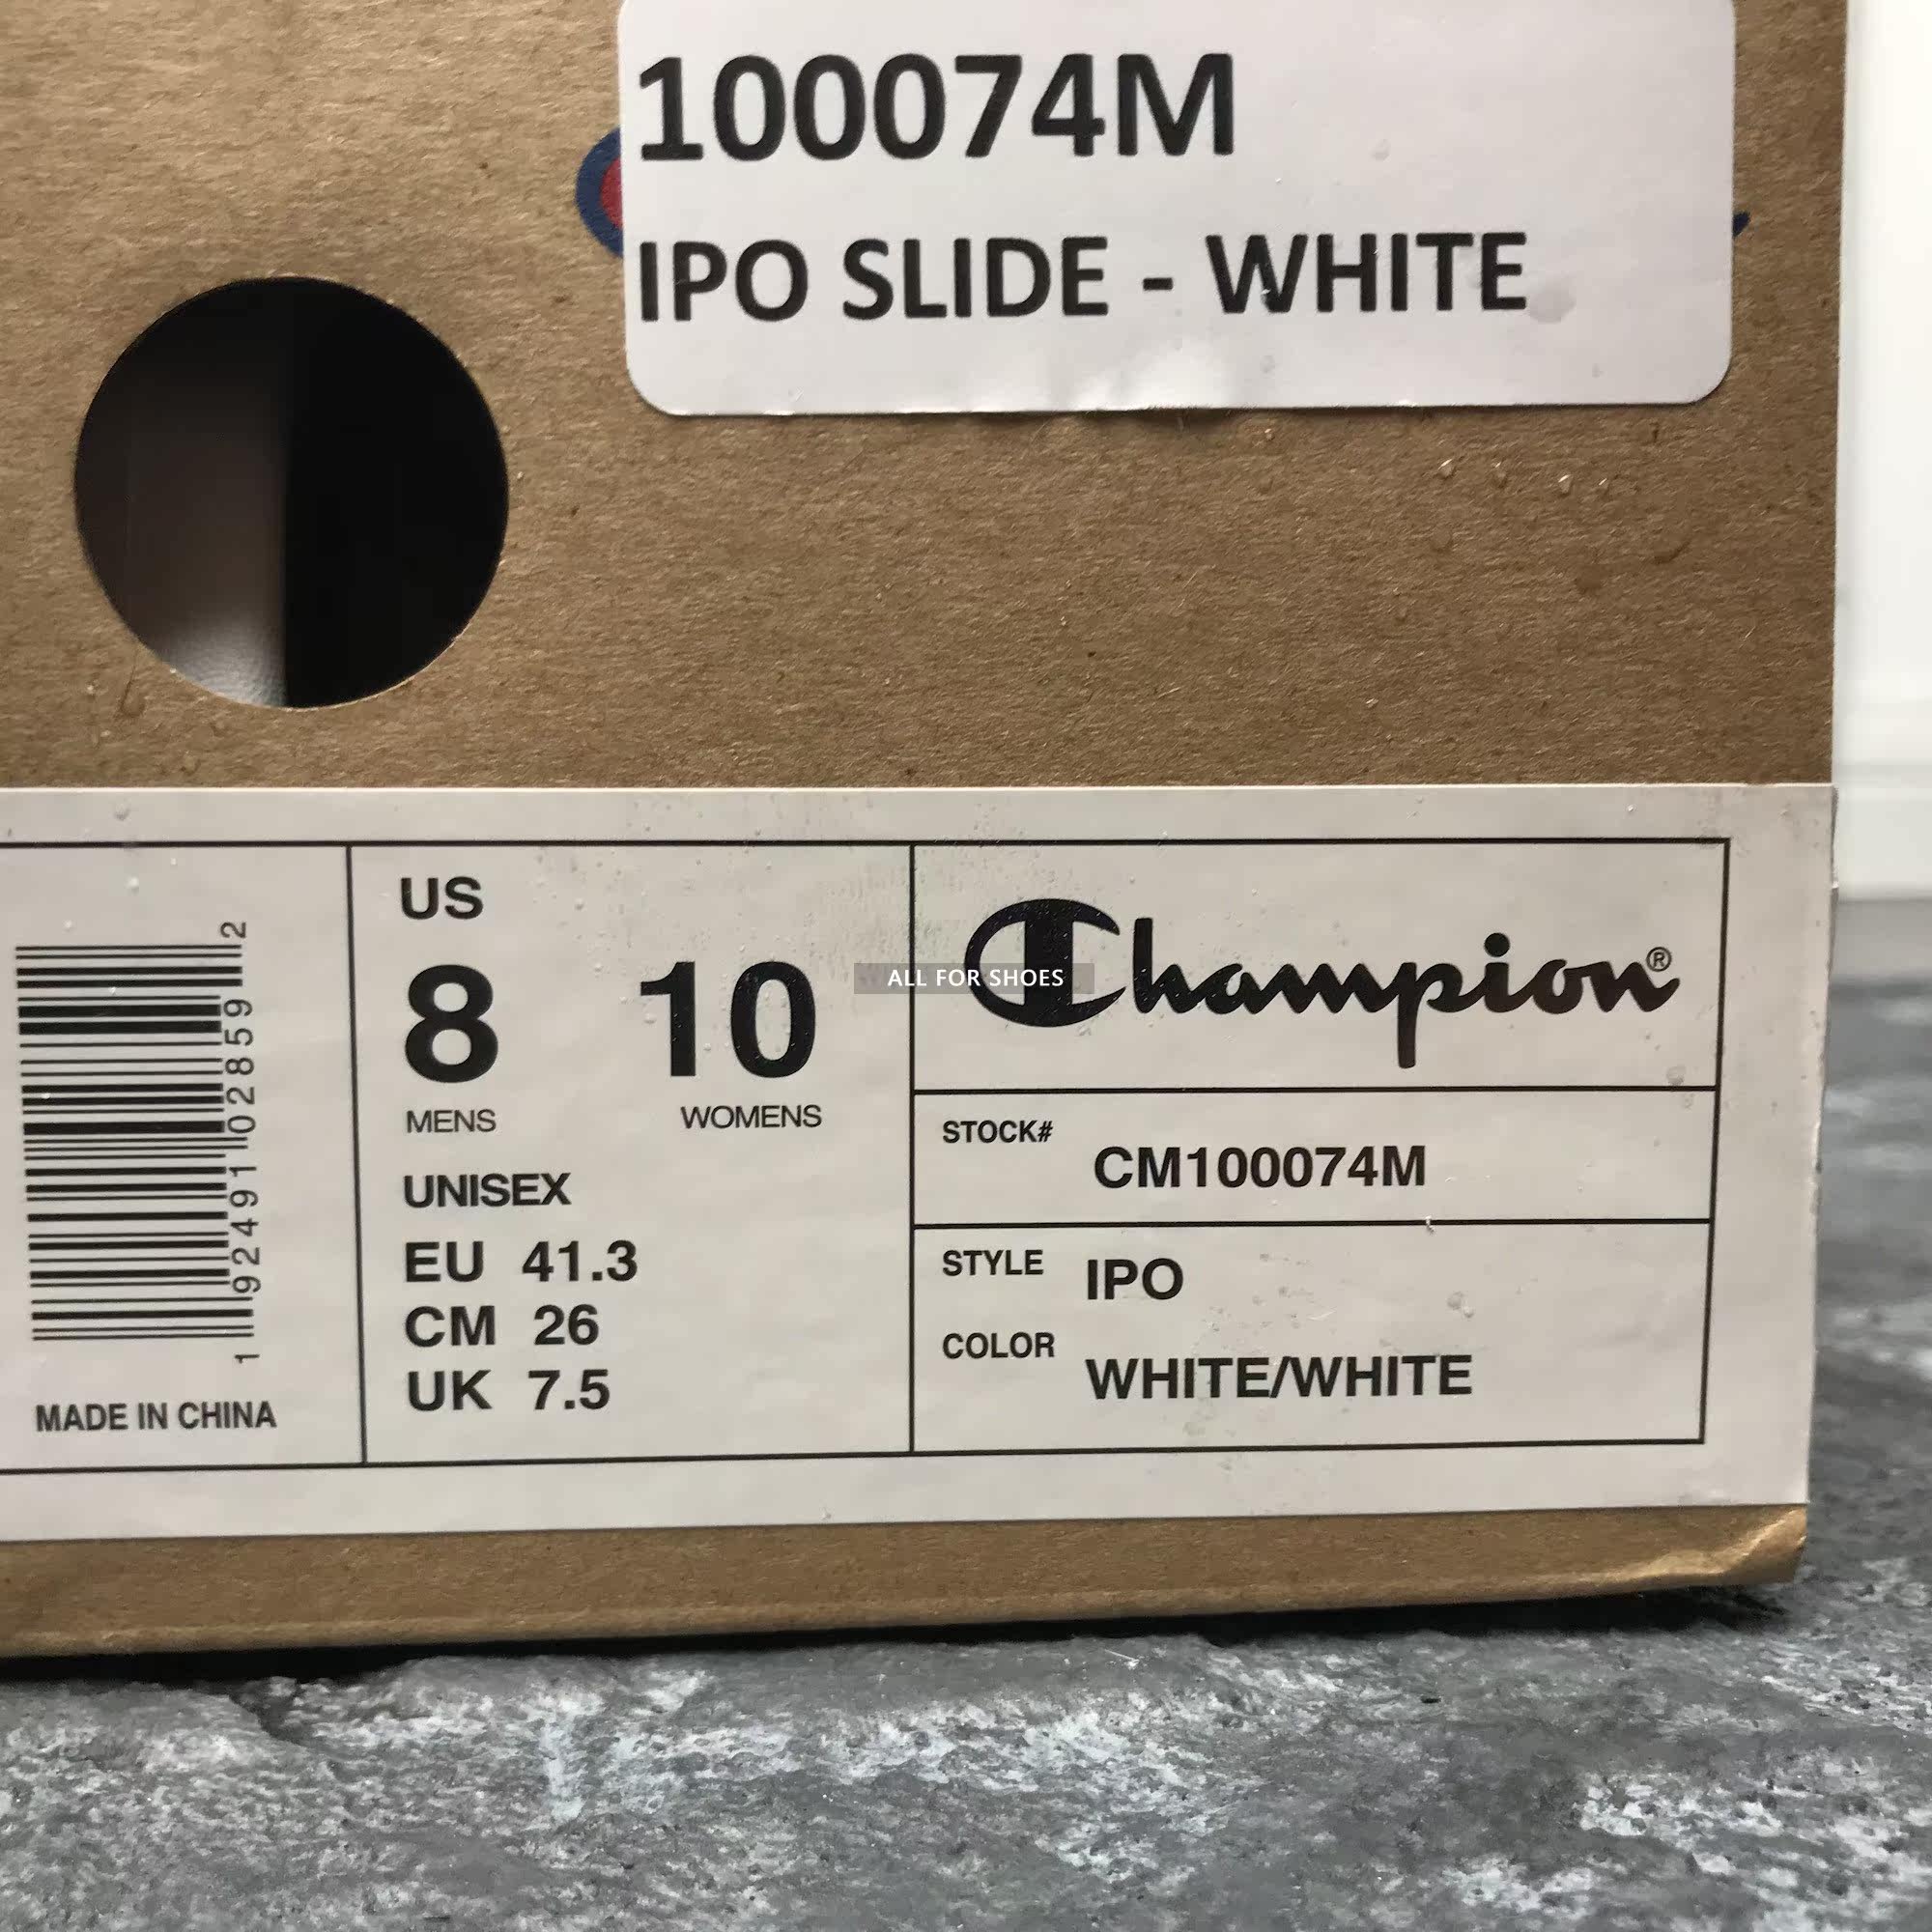 100074M
IPO SLIDE - WHITE
1 92491 02859 2
MADE IN CHINA
US
8 10
MENS WOMENS
UNISEX
EU 41.3
CM 26
UK 7.5
Champion®
ALL FOR SHOES
STOCK#
CM100074M
STYLE IPO
COLOR
WHITE/WHITE